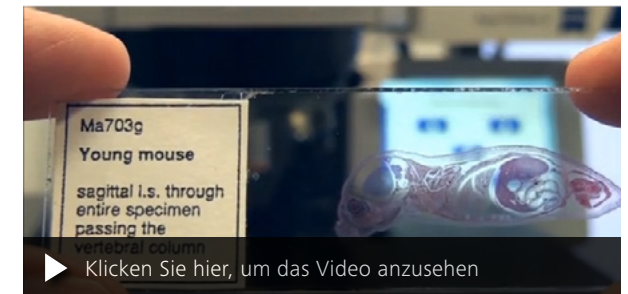 Ma703g
Young mouse
sagittal l.s. through
entire specimen
passing the
vertebral column
Klicken Sie hier, um das Video anzusehen